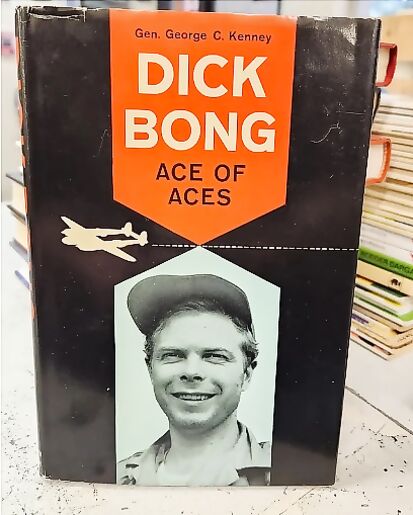 Gen. George C. Kenney
DICK
BONG
ACE OF
ACES